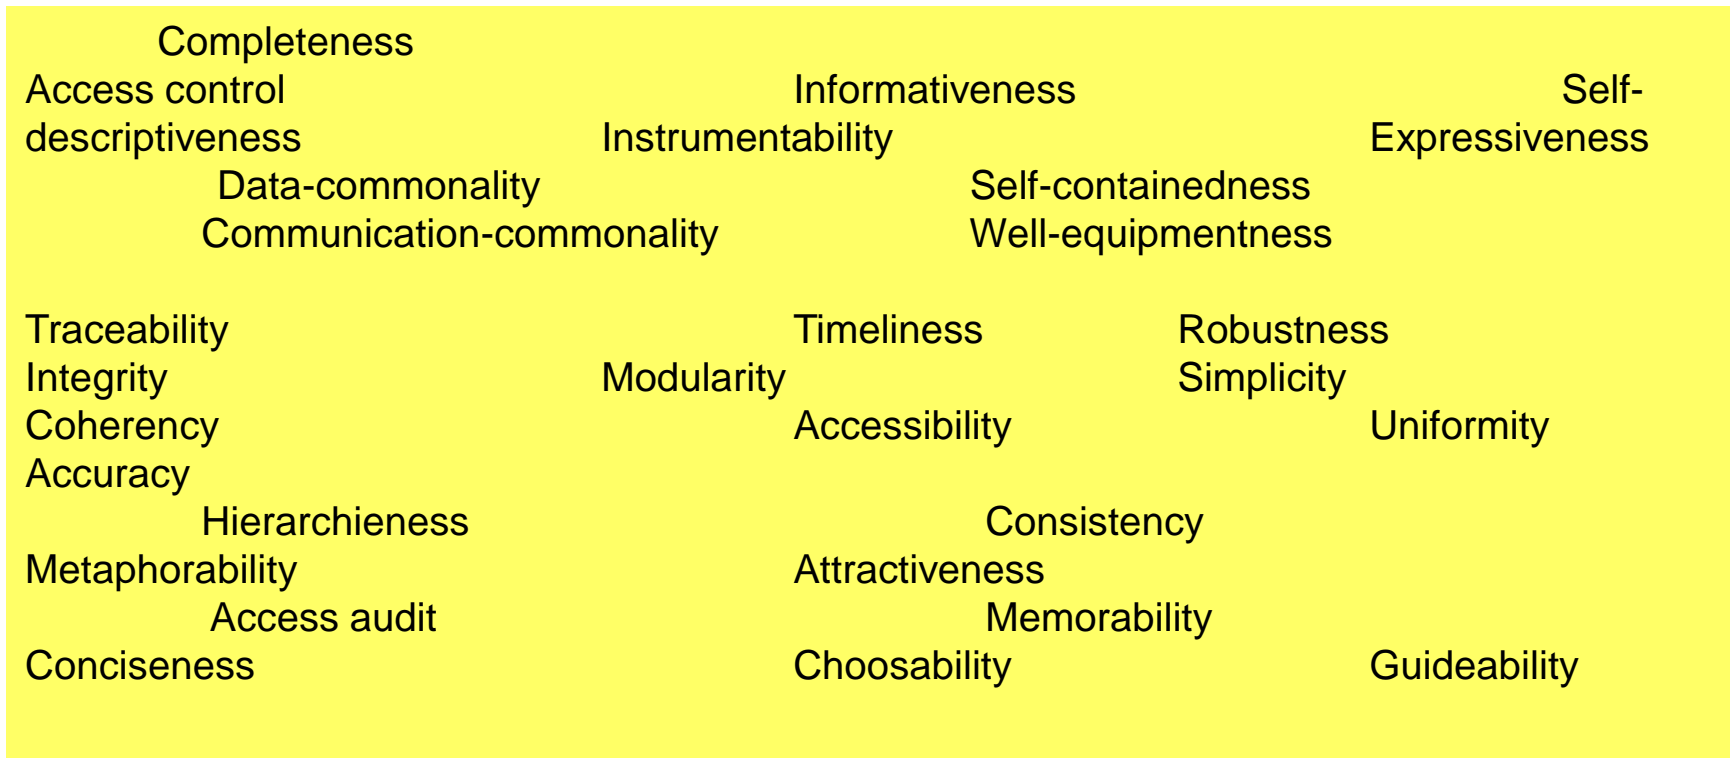 Completeness
Access control Informativeness Self-
descriptiveness Instrumentability Expressiveness
Data-commonality Self-containedness
Communication-commonality Well-equipmentness
Traceability Timeliness Robustness
Integrity Modularity Simplicity
Coherency Accessibility Uniformity
Accuracy
Hierarchieness Consistency
Metaphorability Attractiveness
Access audit Memorability
Conciseness Choosability Guideability